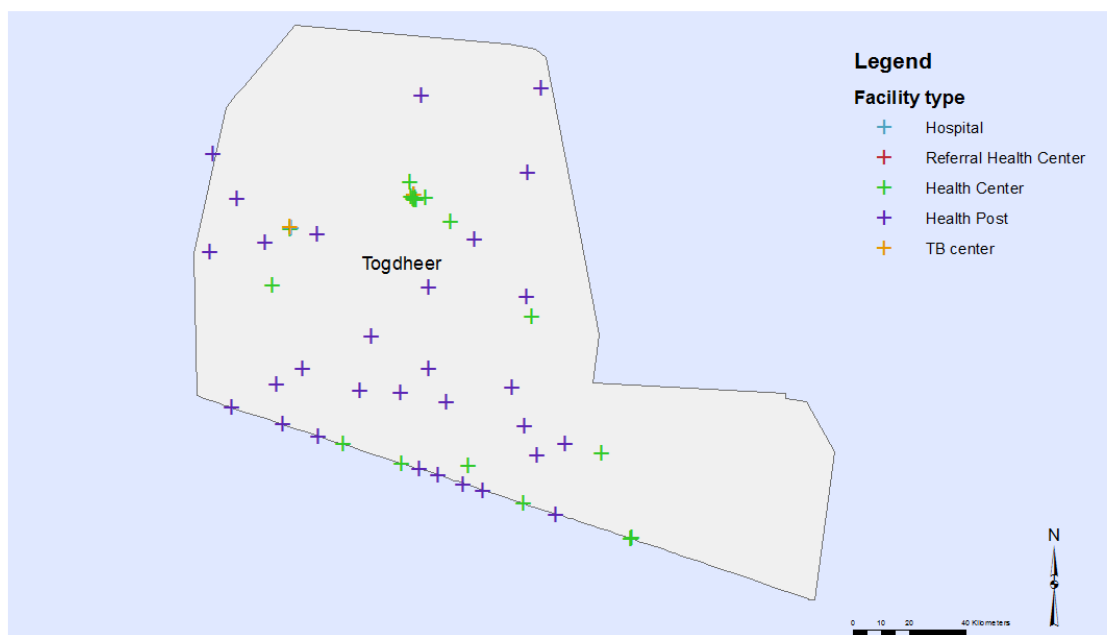 Legend
Facility type
Hospital
Referral Health Center
Health Center
Health Post
TB center
Togdheer
N
0 10 20 40 Kilometers